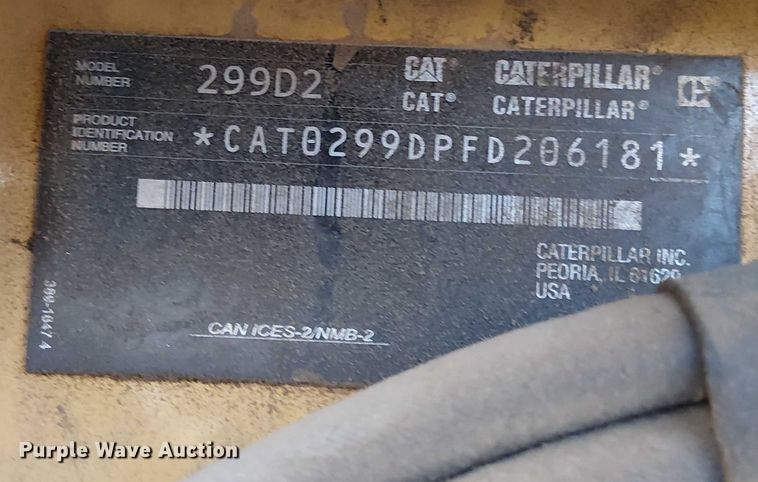 MODEL NUMBER 299D2 CAT® CATERPILLAR®
CAT® CATERPILLAR®
PRODUCT
IDENTIFICATION
NUMBER *CAT0299DPFD206181*
CATERPILLAR INC.
PEORIA, IL 61629
USA
CAN ICES-2/NMB-2
Purple Wave Auction